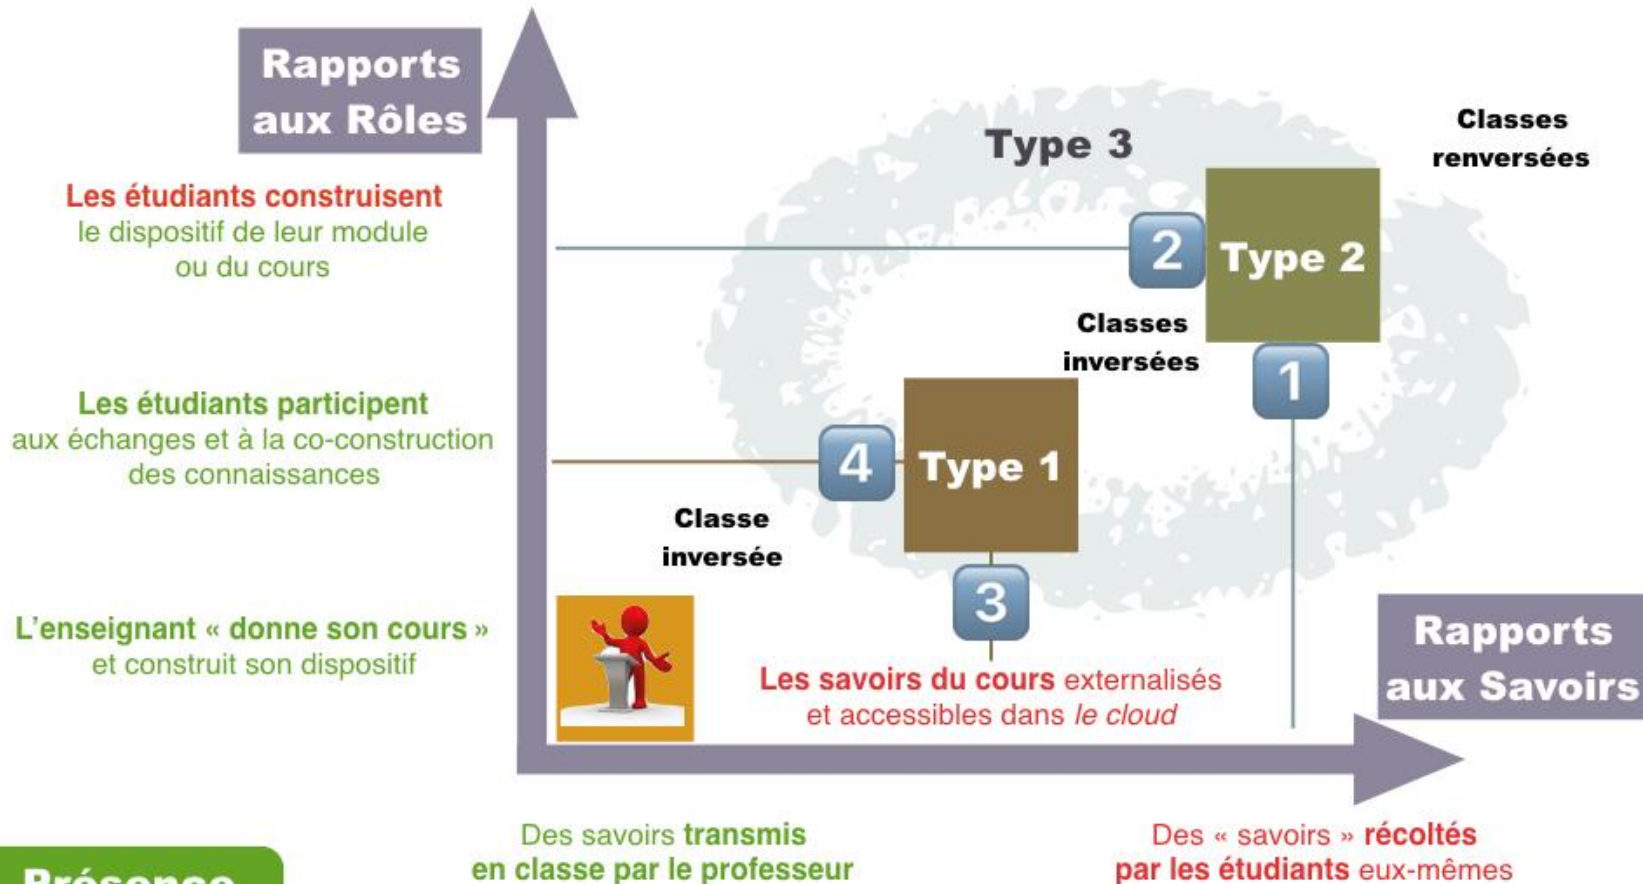 Rapports
aux Rôles
Les étudiants construisent
le dispositif de leur module
ou du cours
Les étudiants participent
aux échanges et à la co-construction
des connaissances
L'enseignant « donne son cours »
et construit son dispositif
Type 3
Classes
renversées
2
Type 2
Classes
inversées
1
4
Type 1
Classe
inversée
3
Les savoirs du cours externalisés
et accessibles dans le cloud
Rapports
aux Savoirs
Des savoirs transmis
en classe par le professeur
Des « savoirs » récoltés
par les étudiants eux-mêmes
Présence